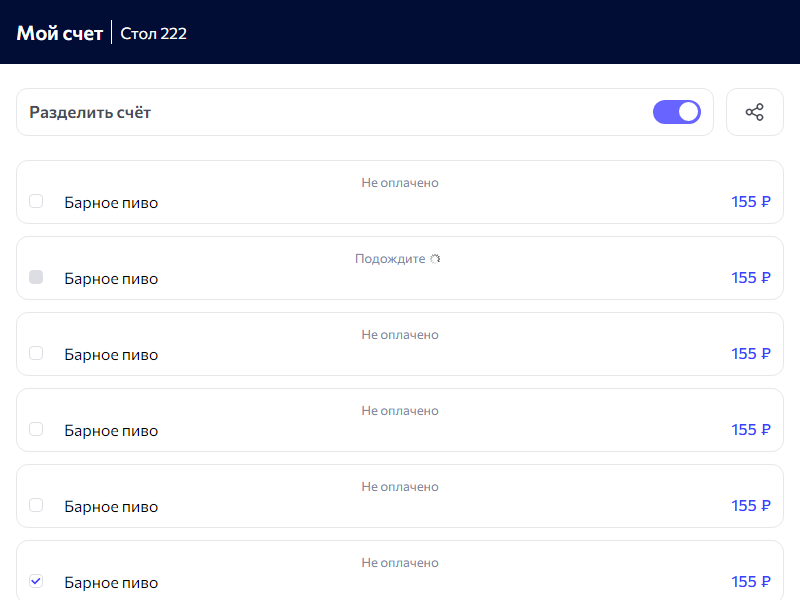 Мой счет Стол 222
Разделить счёт
Не оплачено
Барное пиво 155 ₽
Подождите
Барное пиво 155 ₽
Не оплачено
Барное пиво 155 ₽
Не оплачено
Барное пиво 155 ₽
Не оплачено
Барное пиво 155 ₽
Не оплачено
Барное пиво 155 ₽